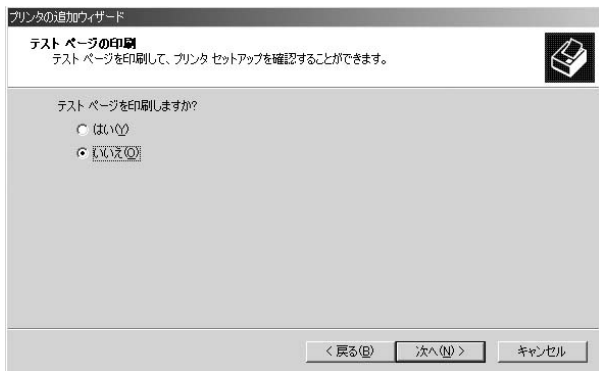 プリンタの追加ウィザード
テスト ページの印刷
テスト ページを印刷して、プリンタ セットアップを確認することができます。
テスト ページを印刷しますか?
はい(Y)
いいえ(O)
< 戻る(B) 次へ(N) > キャンセル